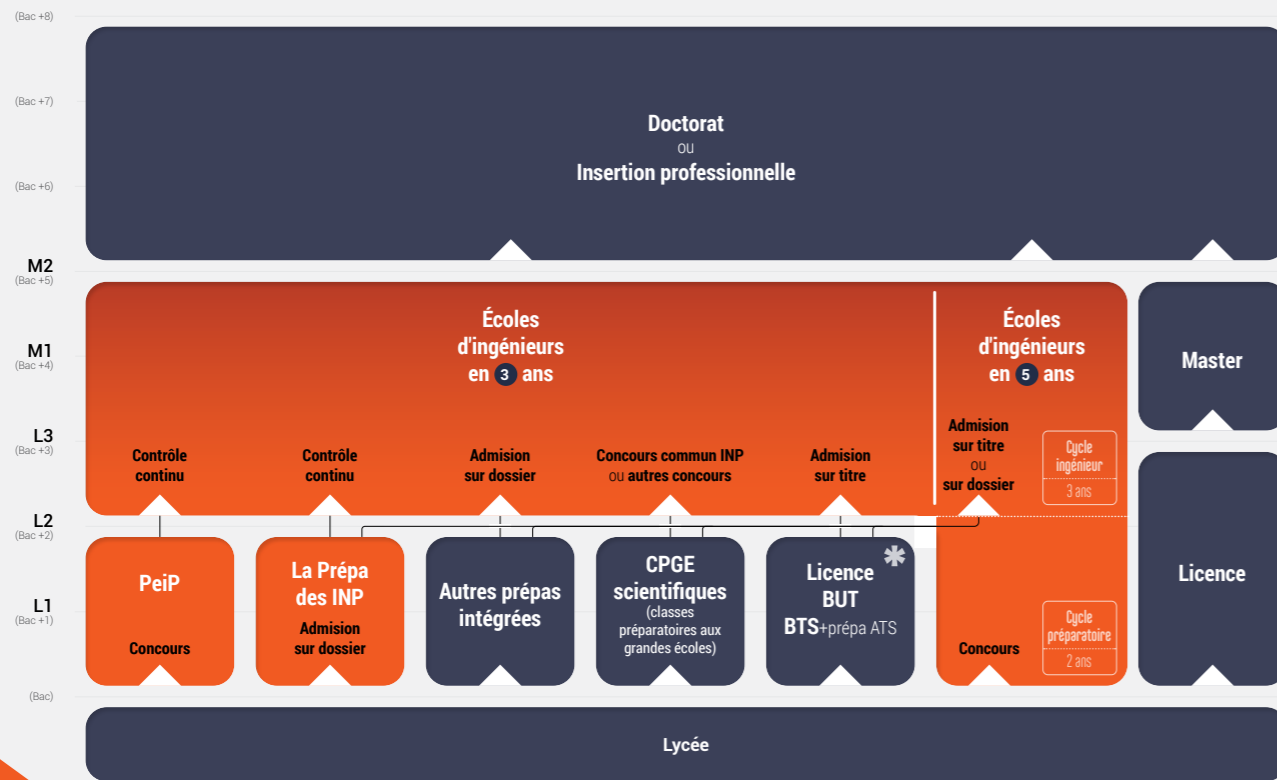 (Bac +8)
(Bac +7)
(Bac +6)
M2
(Bac +5)
M1
(Bac +4)
L3
(Bac +3)
L2
(Bac +2)
L1
(Bac +1)
(Bac)
Doctorat
ou
Insertion professionnelle
Écoles
d'ingénieurs
en 3 ans
Contrôle
continu
Contrôle
continu
Admision
sur dossier
Concours commun INP
ou autres concours
Admision
sur titre
Écoles
d'ingénieurs
en 5 ans
Admision
sur titre
ou
sur dossier
Cycle
ingénieur
3 ans
Master
PeiP
Concours
La Prépa
des INP
Admission
sur dossier
Autres prépas
intégrées
CPGE
scientifiques
(classes
préparatoires aux
grandes écoles)
Licence *
BUT
BTS+prépa ATS
Concours
Cycle
préparatoire
2 ans
Licence
Lycée